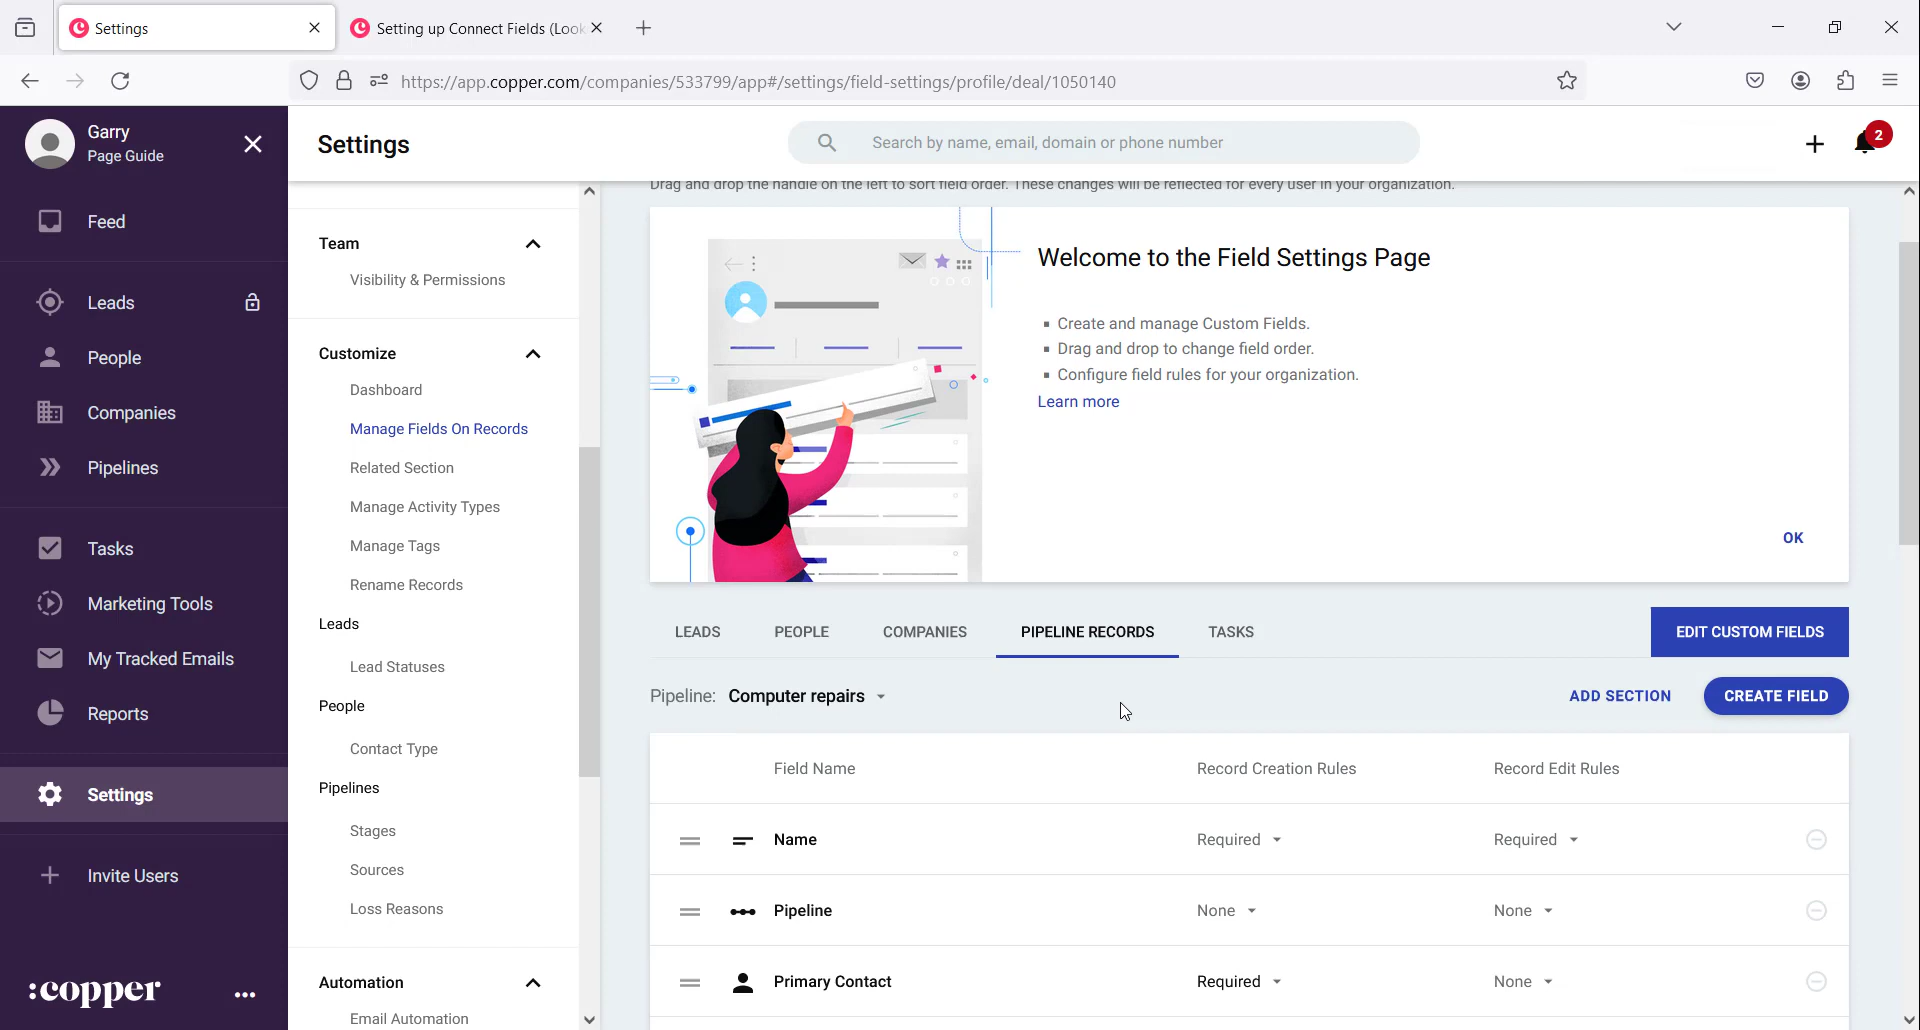 Settings
Setting up Connect Fields (Look
https://app.copper.com/companies/533799/app#/settings/field-settings/profile/deal/1050140
Garry
Page Guide
Settings
Search by name, email, domain or phone number
2
Feed
Leads
People
Companies
Pipelines
Tasks
Marketing Tools
My Tracked Emails
Reports
Settings
Invite Users
:copper
Team
Visibility & Permissions
Customize
Dashboard
Manage Fields On Records
Related Section
Manage Activity Types
Manage Tags
Rename Records
Leads
Lead Statuses
People
Contact Type
Pipelines
Stages
Sources
Loss Reasons
Automation
Email Automation
Drag and drop the handle on the left to sort field order. These changes will be reflected for every user in your organization.
Welcome to the Field Settings Page
▪ Create and manage Custom Fields.
▪ Drag and drop to change field order.
▪ Configure field rules for your organization.
Learn more
OK
LEADS PEOPLE COMPANIES PIPELINE RECORDS TASKS EDIT CUSTOM FIELDS
Pipeline: Computer repairs ADD SECTION CREATE FIELD
Field Name Record Creation Rules Record Edit Rules
Name Required Required
Pipeline None None
Primary Contact Required None